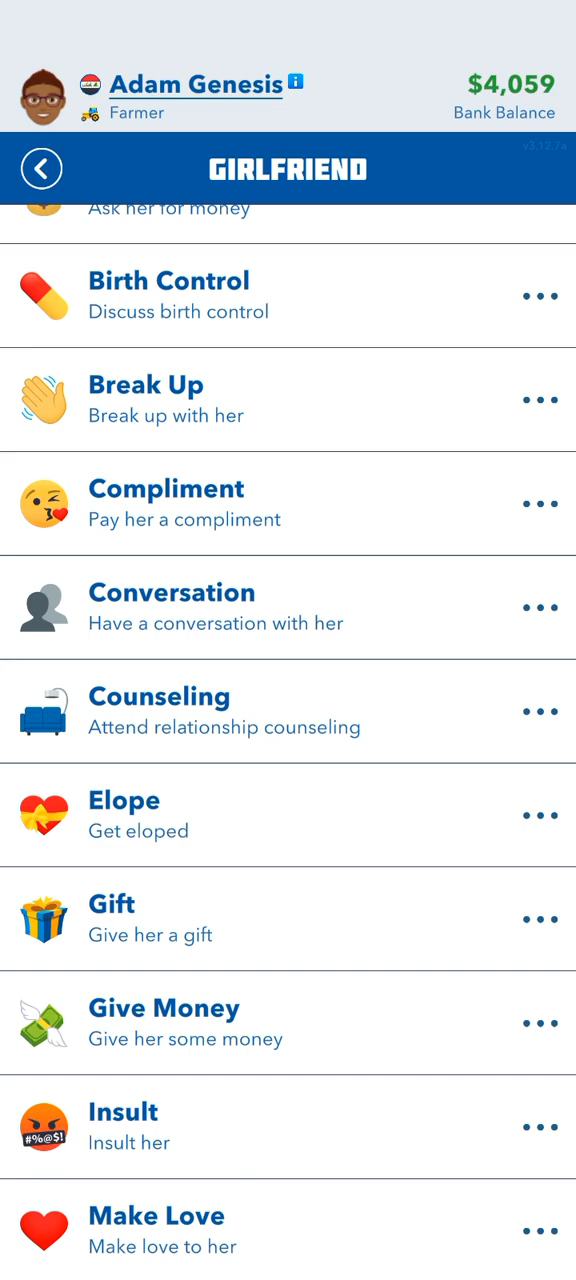 Adam Genesis
$4,059
Farmer
Bank Balance
v3.12.7a
GIRLFRIEND
Ask her for money
Birth Control
Discuss birth control
Break Up
Break up with her
Compliment
Pay her a compliment
Conversation
Have a conversation with her
Counseling
Attend relationship counseling
Elope
Get eloped
Gift
Give her a gift
Give Money
Give her some money
#%@$!
Insult
Insult her
Make Love
Make love to her